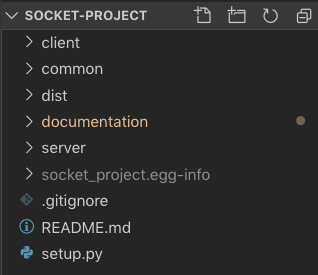 SOCKET-PROJECT
client
common
dist
documentation
server
socket_project.egg-info
.gitignore
README.md
setup.py